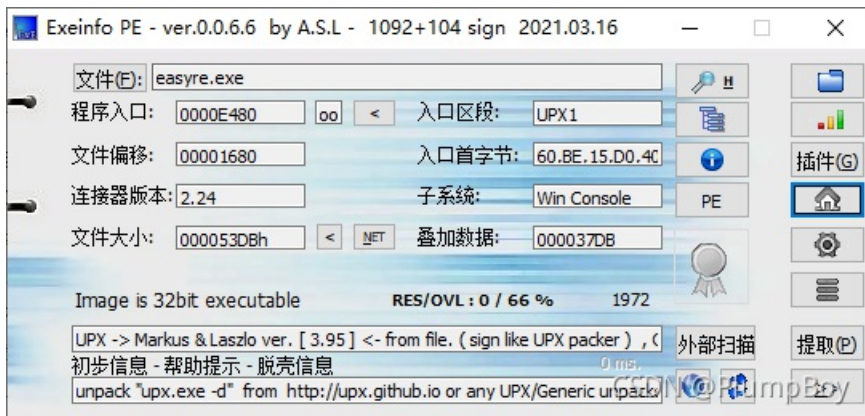 Exeinfo PE - ver.0.0.6.6 by A.S.L - 1092+104 sign 2021.03.16
文件(F): easyre.exe H
程序入口: 0000E480 oo < 入口区段: UPX1
文件偏移: 00001680 入口首字节: 60.BE.15.D0.40 插件(G)
连接器版本: 2.24 子系统: Win Console PE
文件大小: 000053DBh < NET 叠加数据: 000037DB
Image is 32bit executable RES/OVL : 0 / 66 % 1972
UPX -> Markus & Laszlo ver. [ 3.95 ] <- from file. ( sign like UPX packer ) , ( 外部扫描 提取(P)
初步信息 - 帮助提示 - 脱壳信息 0 ms.
unpack "upx.exe -d" from http://upx.github.io or any UPX/Generic unpack >>
CSDN @PlumpBoy